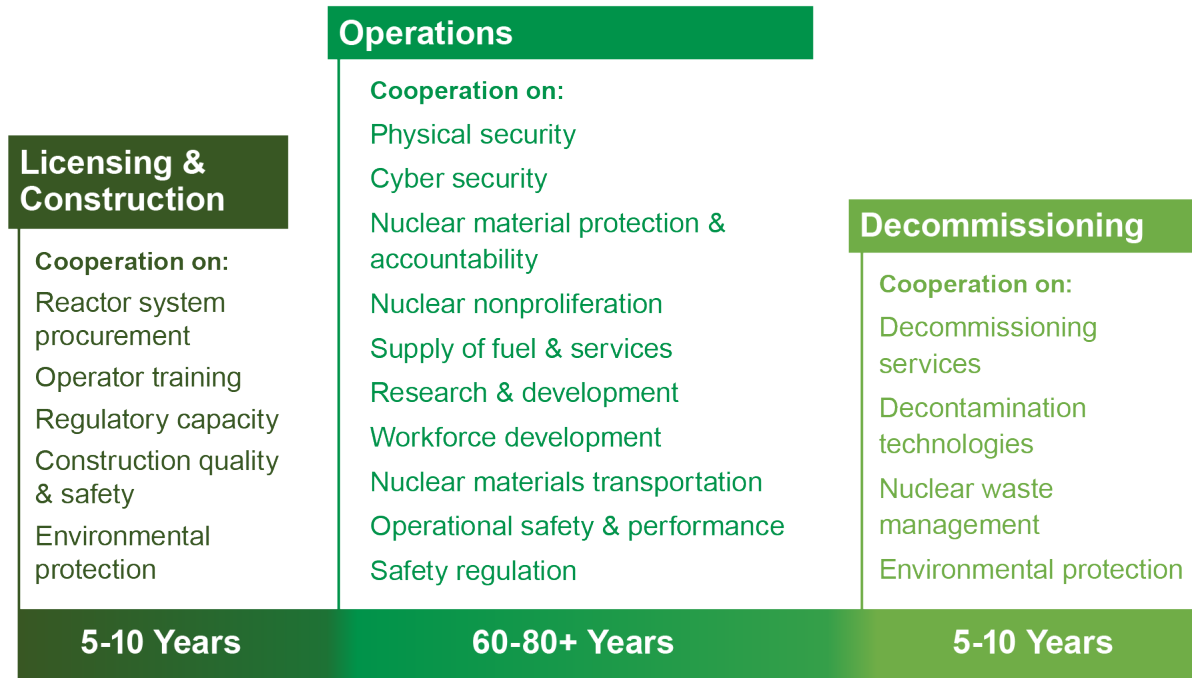 Licensing &
Construction
Cooperation on:
Reactor system
procurement
Operator training
Regulatory capacity
Construction quality
& safety
Environmental
protection
5-10 Years
Operations
Cooperation on:
Physical security
Cyber security
Nuclear material protection &
accountability
Nuclear nonproliferation
Supply of fuel & services
Research & development
Workforce development
Nuclear materials transportation
Operational safety & performance
Safety regulation
60-80+ Years
Decommissioning
Cooperation on:
Decommissioning
services
Decontamination
technologies
Nuclear waste
management
Environmental protection
5-10 Years